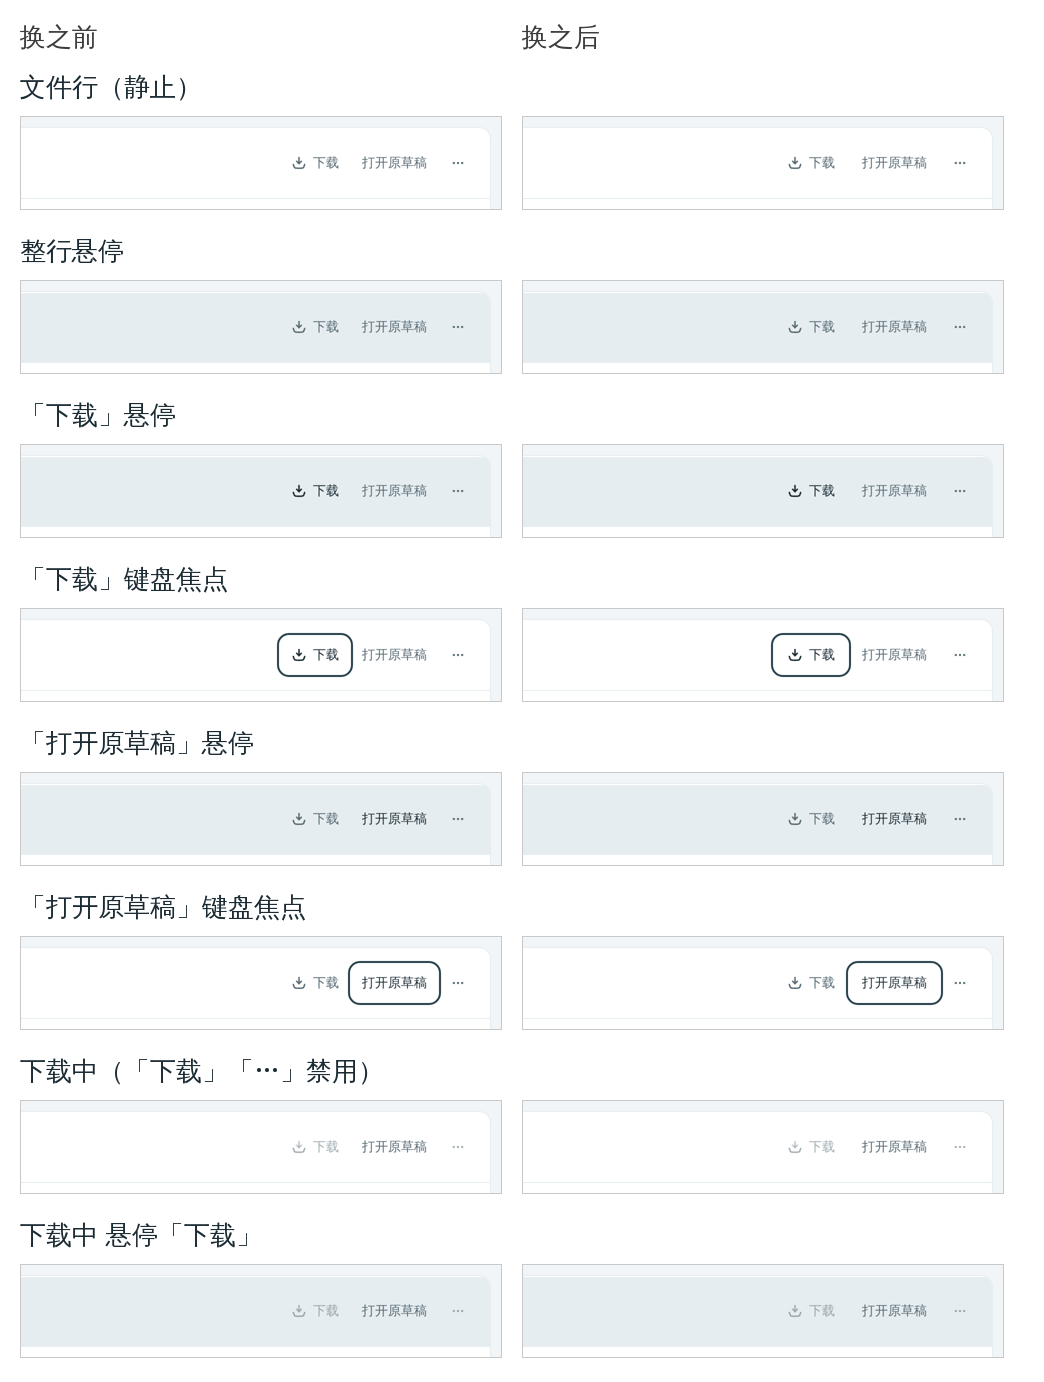 换之前 换之后
文件行（静止）
下载 打开原草稿 ··· 下载 打开原草稿 ···
整行悬停
下载 打开原草稿 ··· 下载 打开原草稿 ···
「下载」悬停
下载 打开原草稿 ··· 下载 打开原草稿 ···
「下载」键盘焦点
下载 打开原草稿 ··· 下载 打开原草稿 ···
「打开原草稿」悬停
下载 打开原草稿 ··· 下载 打开原草稿 ···
「打开原草稿」键盘焦点
下载 打开原草稿 ··· 下载 打开原草稿 ···
下载中（「下载」「···」禁用）
下载 打开原草稿 ··· 下载 打开原草稿 ···
下载中 悬停「下载」
下载 打开原草稿 ··· 下载 打开原草稿 ···